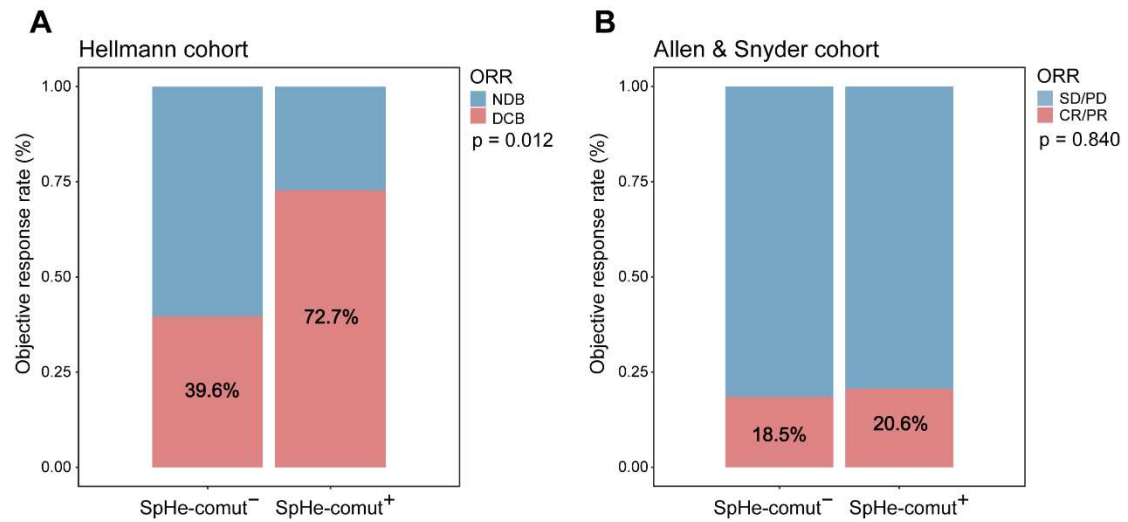 A
Hellmann cohort
Objective response rate (%)
1.00
0.75
0.50
0.25
0.00
39.6%
72.7%
SpHe-comut−
SpHe-comut+
ORR
NDB
DCB
p = 0.012
B
Allen & Snyder cohort
Objective response rate (%)
1.00
0.75
0.50
0.25
0.00
18.5%
20.6%
SpHe-comut−
SpHe-comut+
ORR
SD/PD
CR/PR
p = 0.840